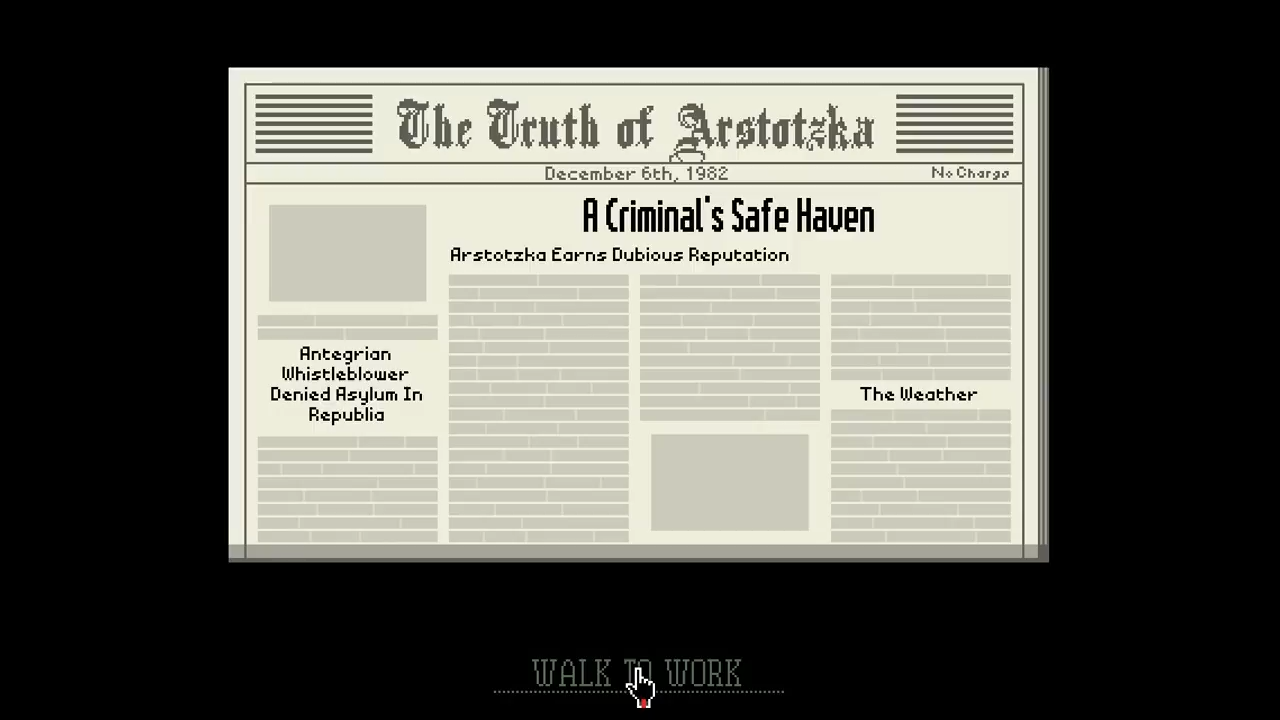 The Truth of Arstotzka
December 6th, 1982
No Charge
A Criminal's Safe Haven
Arstotzka Earns Dubious Reputation
Antegrian
Whistleblower
Denied Asylum In
Republia
The Weather
WALK TO WORK